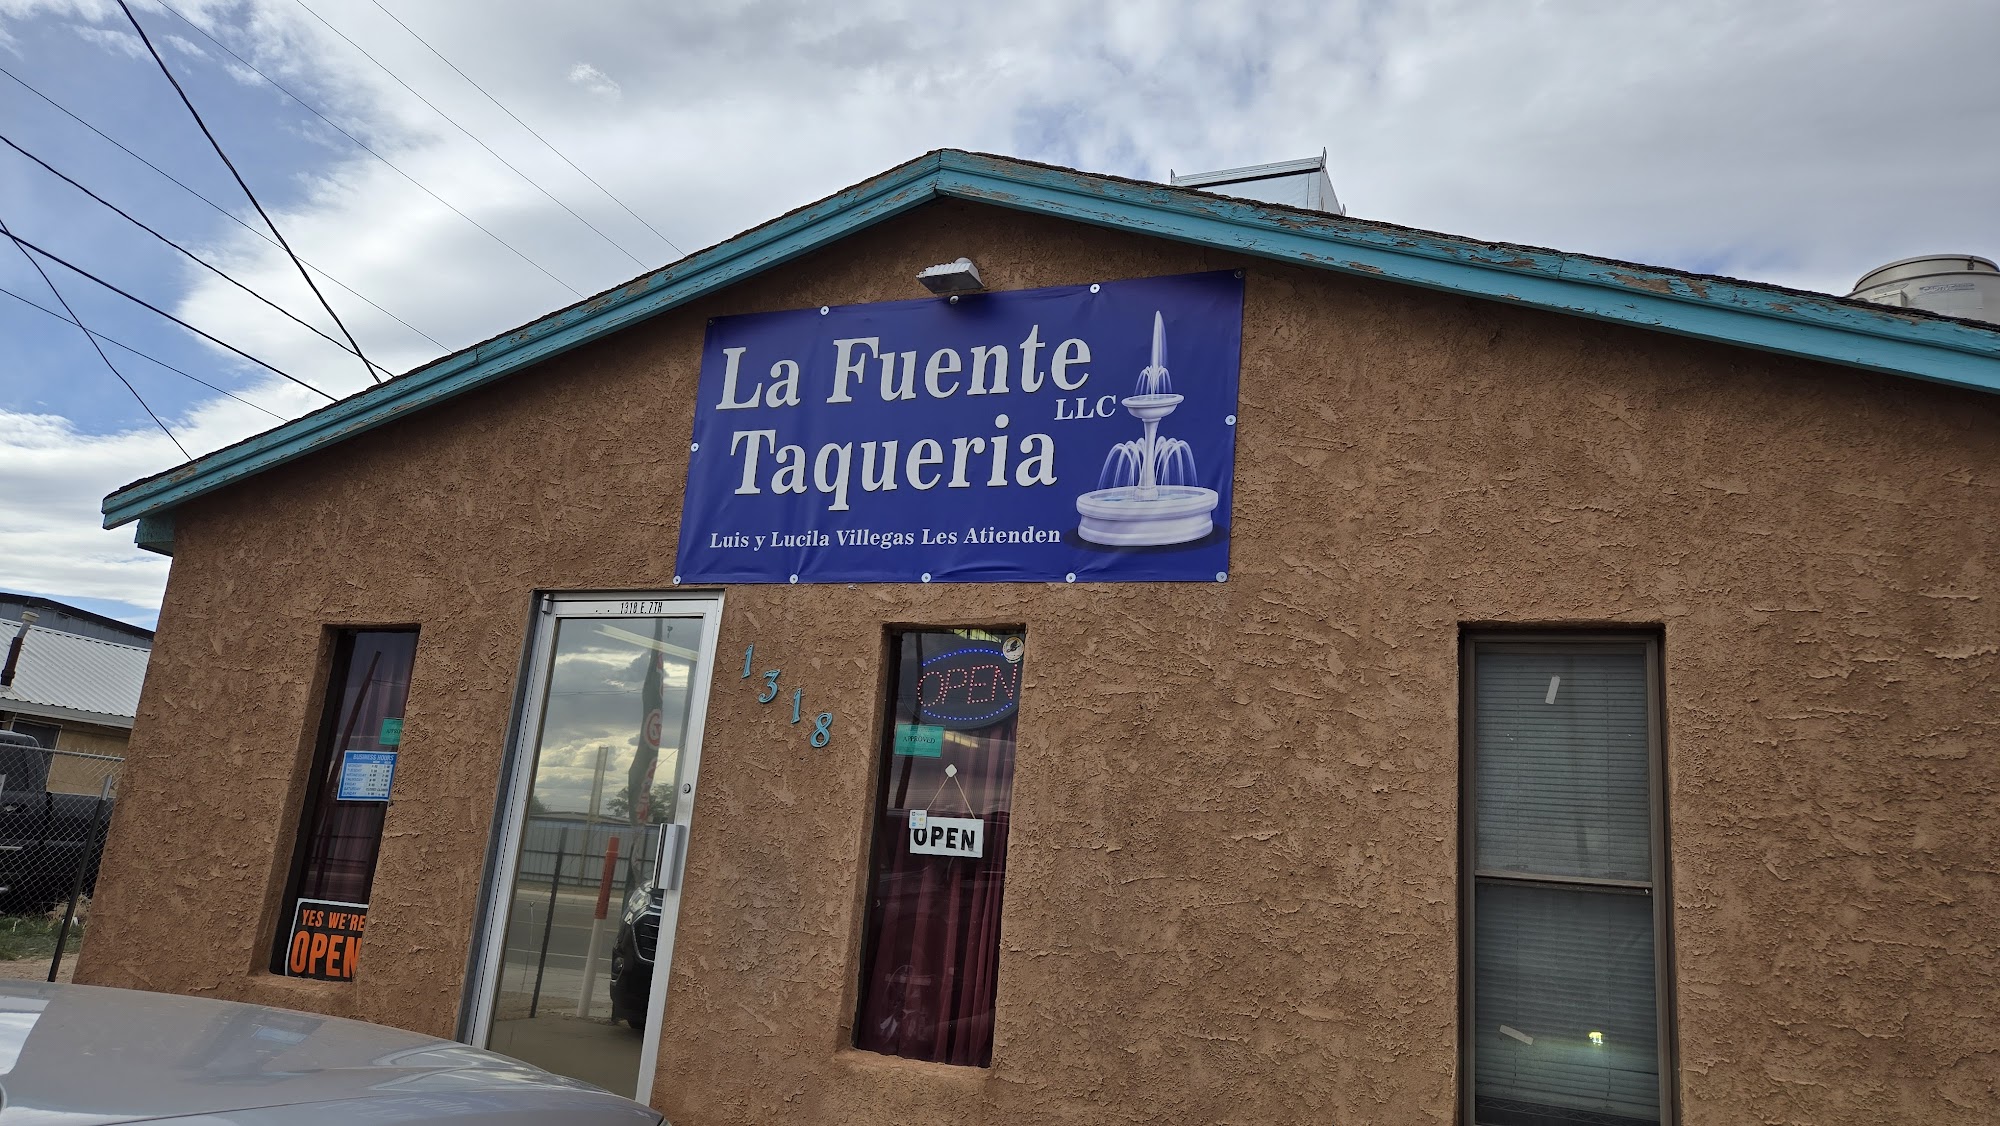 La Fuente
LLC
Taqueria
Luis y Lucila Villegas Les Atienden
1318 E. 7TH
1318
OPEN
APPROVED
OPEN
BUSINESS HOURS
YES WE'RE
OPEN